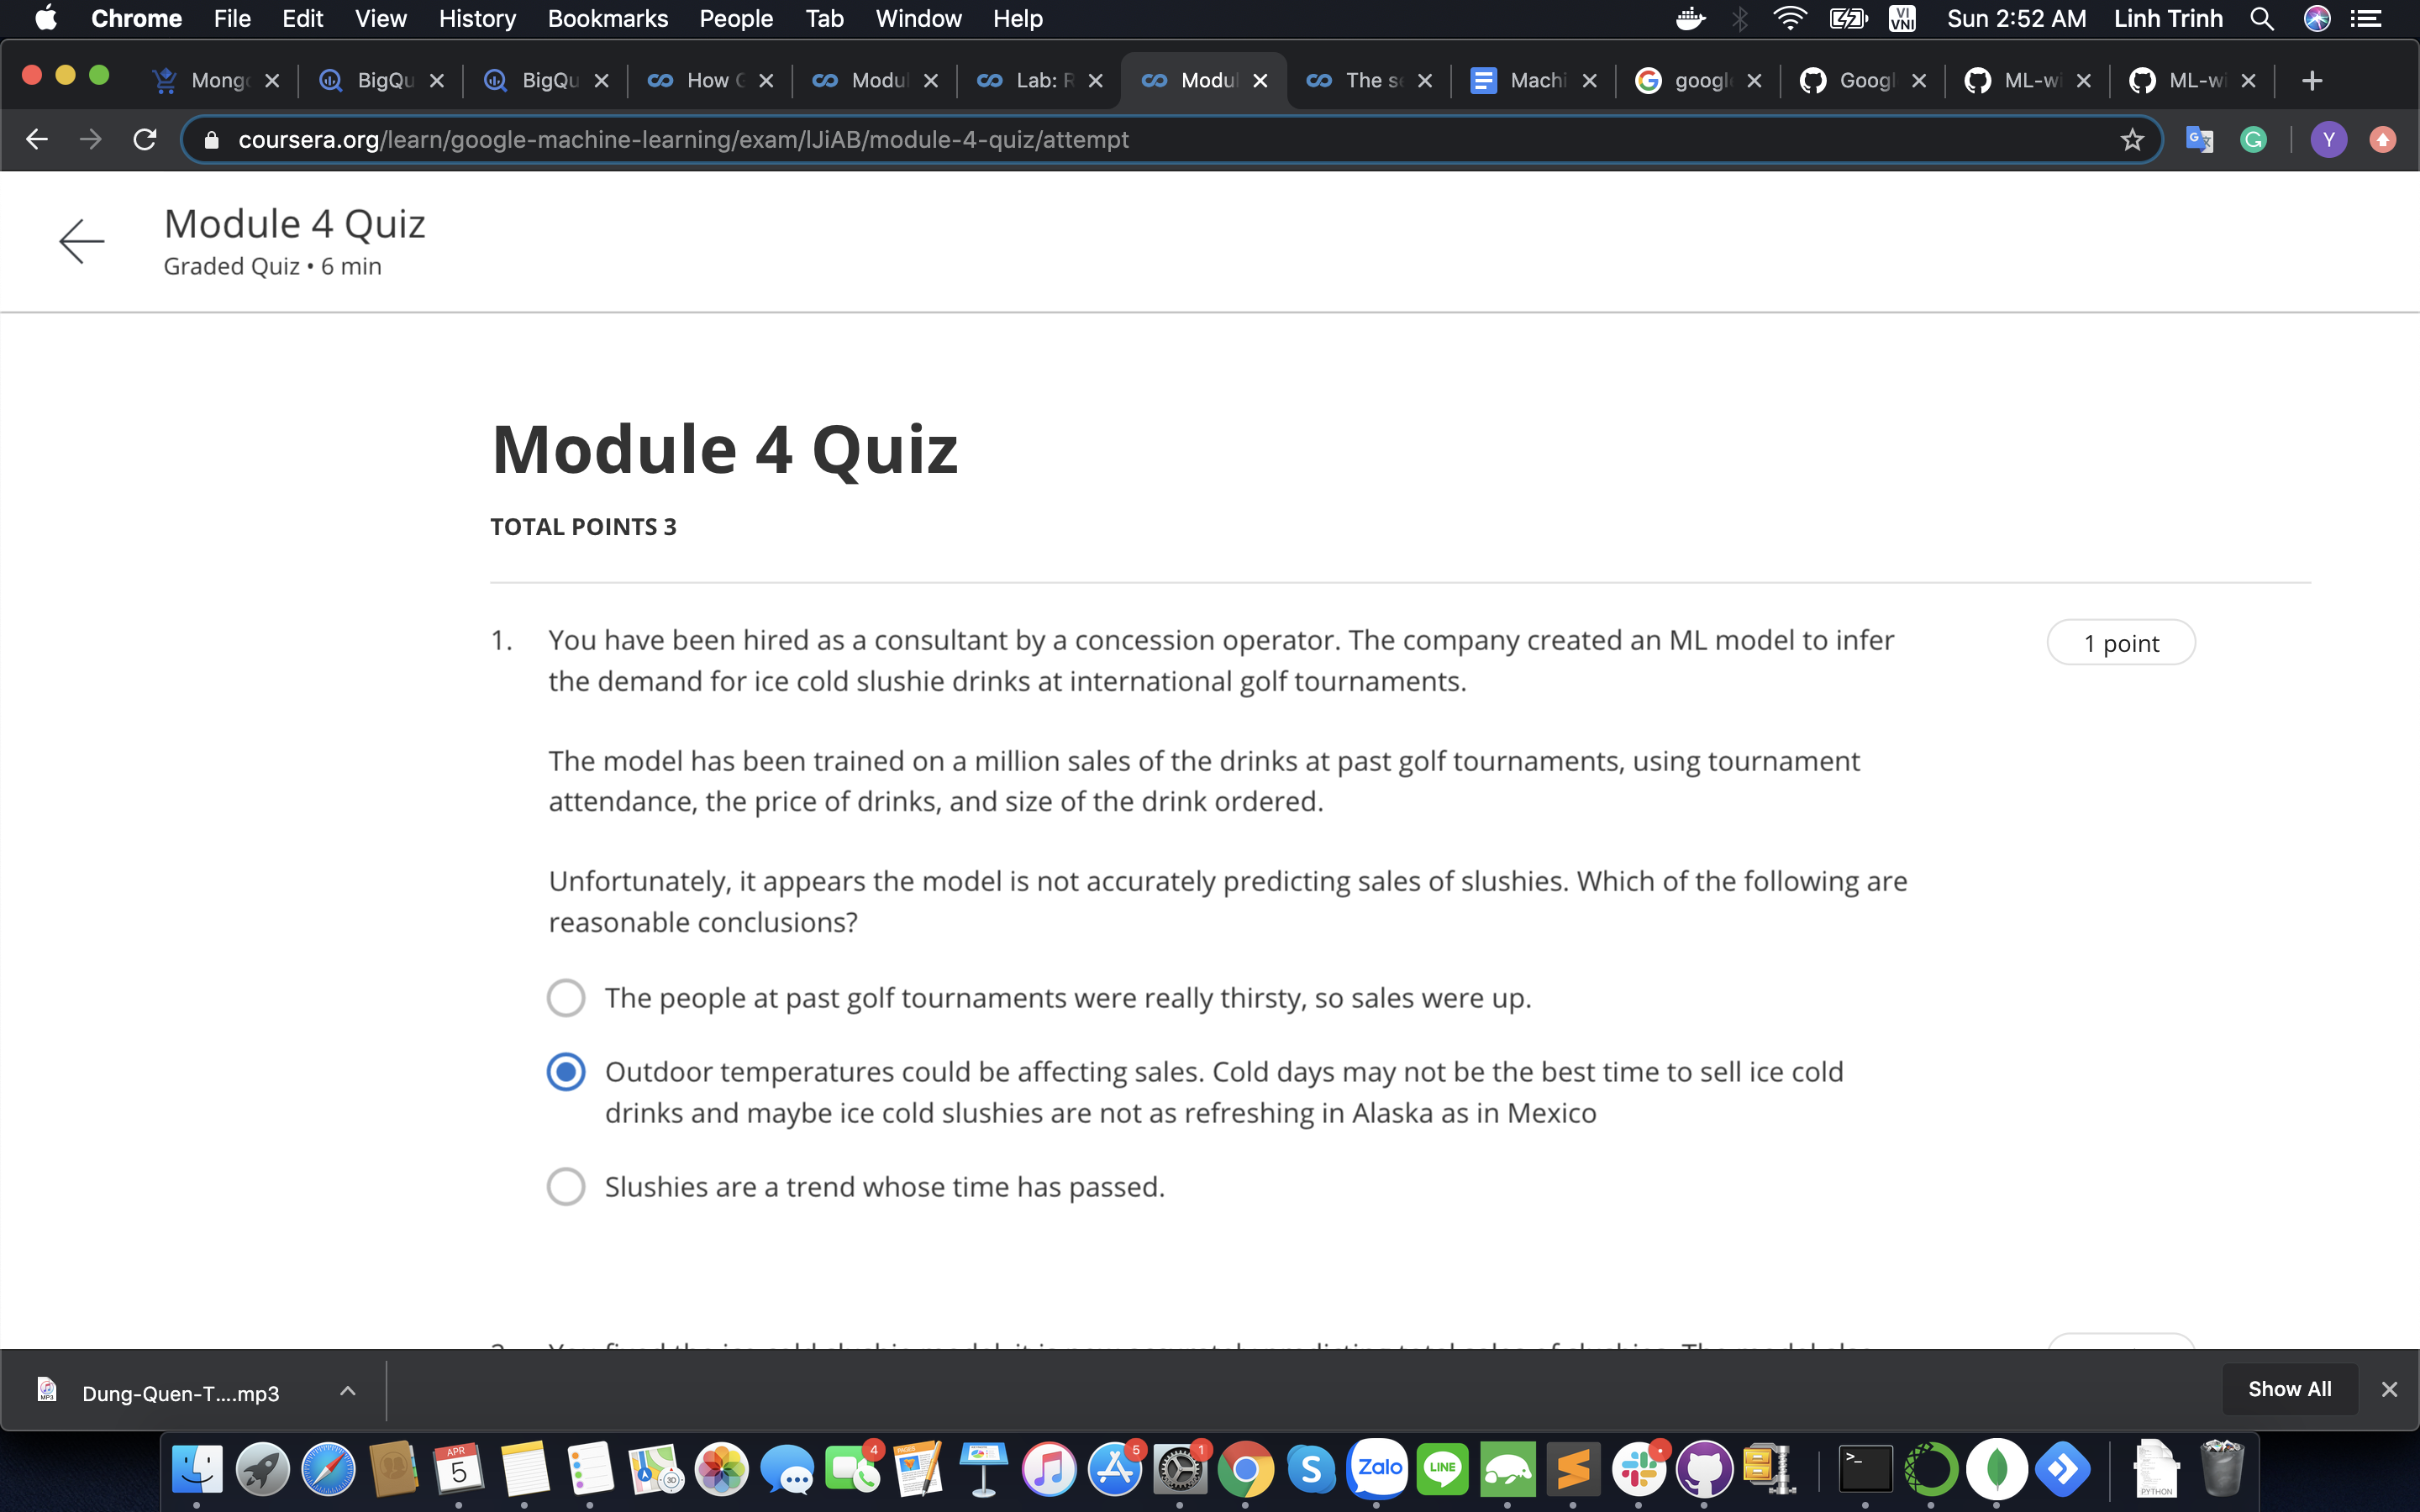 Chrome File Edit View History Bookmarks People Tab Window Help VI VNI Sun 2:52 AM Linh Trinh
Mong BigQu BigQu How G Modul Lab: R Modul The se Machi googl Googl ML-wi ML-wi
coursera.org/learn/google-machine-learning/exam/IJiAB/module-4-quiz/attempt Y
Module 4 Quiz
Graded Quiz • 6 min
Module 4 Quiz
TOTAL POINTS 3
1. You have been hired as a consultant by a concession operator. The company created an ML model to infer 1 point
the demand for ice cold slushie drinks at international golf tournaments.
The model has been trained on a million sales of the drinks at past golf tournaments, using tournament
attendance, the price of drinks, and size of the drink ordered.
Unfortunately, it appears the model is not accurately predicting sales of slushies. Which of the following are
reasonable conclusions?
The people at past golf tournaments were really thirsty, so sales were up.
Outdoor temperatures could be affecting sales. Cold days may not be the best time to sell ice cold
drinks and maybe ice cold slushies are not as refreshing in Alaska as in Mexico
Slushies are a trend whose time has passed.
MP3 Dung-Quen-T....mp3 Show All
APR 5 PAGES 3D 4 5 1 S Zalo LINE PYTHON